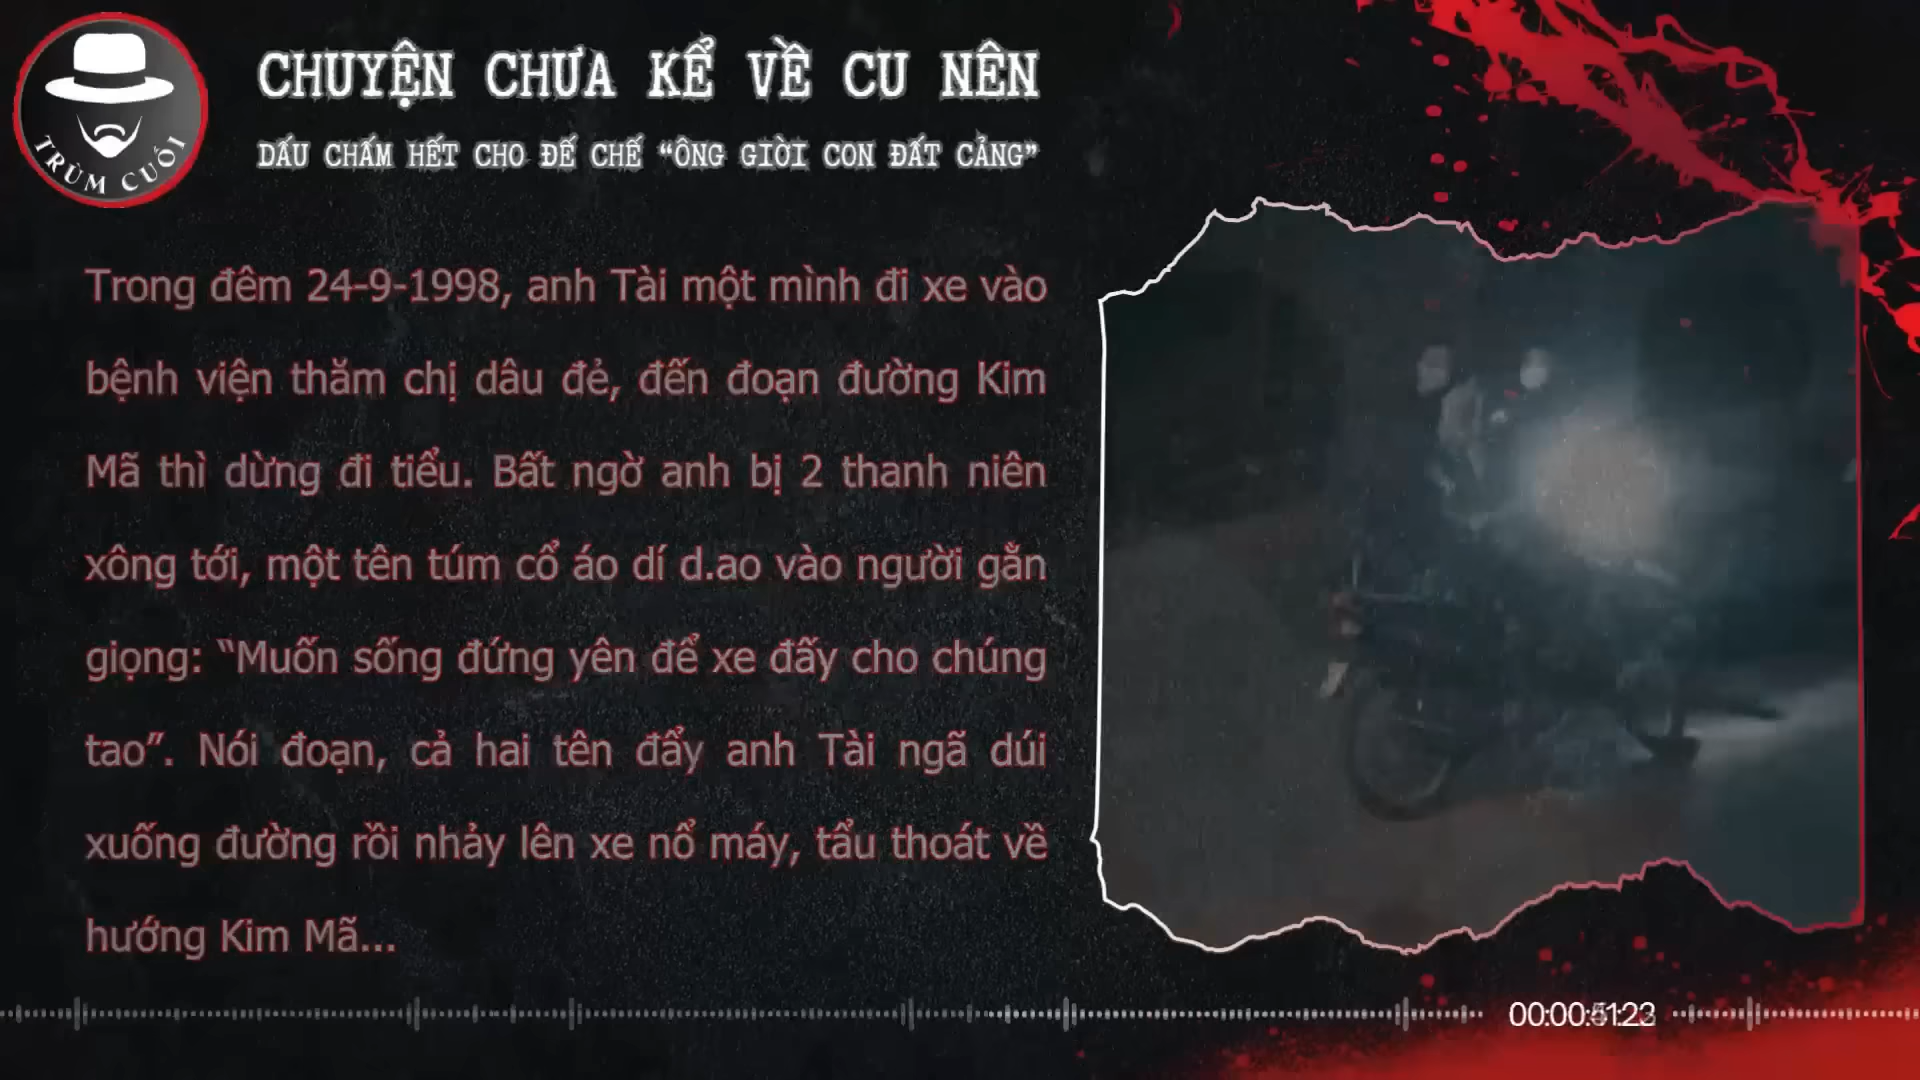 TRÙM CUỐI
CHUYỆN CHƯA KỂ VỀ CU NÊN
DẤU CHẤM HẾT CHO ĐẾ CHẾ “ÔNG GIỜI CON ĐẤT CẢNG”
Trong đêm 24-9-1998, anh Tài một mình đi xe vào
bệnh viện thăm chị dâu đẻ, đến đoạn đường Kim
Mã thì dừng đi tiểu. Bất ngờ anh bị 2 thanh niên
xông tới, một tên túm cổ áo dí d.ao vào người gằn
giọng: “Muốn sống đứng yên để xe đấy cho chúng
tao”. Nói đoạn, cả hai tên đẩy anh Tài ngã dúi
xuống đường rồi nhảy lên xe nổ máy, tẩu thoát về
hướng Kim Mã...
00:00:51:23